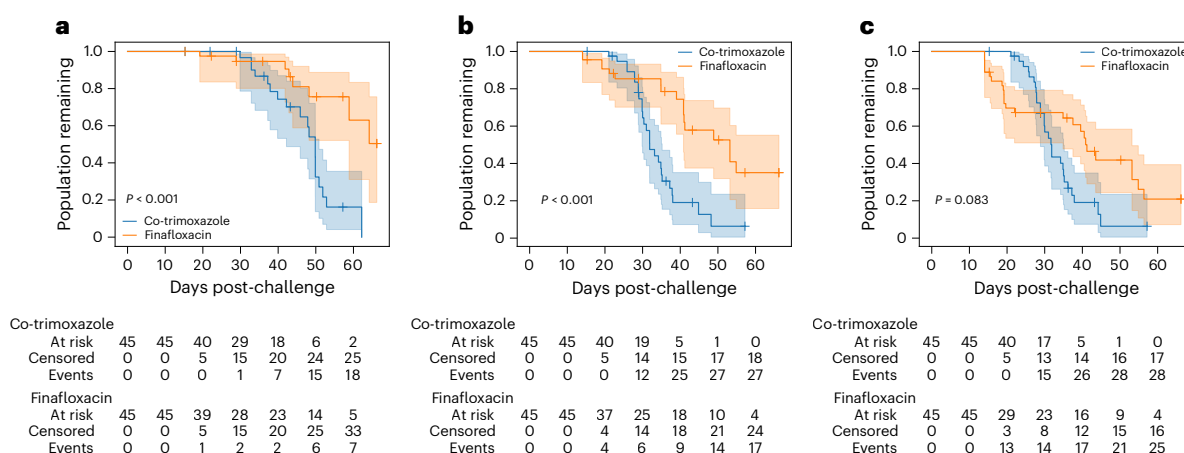 a
b
c
1.0
0.8
0.6
0.4
0.2
0
Population remaining
P < 0.001
Co-trimoxazole
Finafloxacin
0 10 20 30 40 50 60
Days post-challenge
1.0
0.8
0.6
0.4
0.2
0
Population remaining
Co-trimoxazole
Finafloxacin
P < 0.001
0 10 20 30 40 50 60
Days post-challenge
1.0
0.8
0.6
0.4
0.2
0
Population remaining
Co-trimoxazole
Finafloxacin
P = 0.083
0 10 20 30 40 50 60
Days post-challenge
Co-trimoxazole
At risk 45 45 40 29 18 6 2
Censored 0 0 5 15 20 24 25
Events 0 0 0 1 7 15 18
Finafloxacin
At risk 45 45 39 28 23 14 5
Censored 0 0 5 15 20 25 33
Events 0 0 1 2 2 6 7
Co-trimoxazole
At risk 45 45 40 19 5 1 0
Censored 0 0 5 14 15 17 18
Events 0 0 0 12 25 27 27
Finafloxacin
At risk 45 45 37 25 18 10 4
Censored 0 0 4 14 18 21 24
Events 0 0 4 6 9 14 17
Co-trimoxazole
At risk 45 45 40 17 5 1 0
Censored 0 0 5 13 14 16 17
Events 0 0 0 15 26 28 28
Finafloxacin
At risk 45 45 29 23 16 9 4
Censored 0 0 3 8 12 15 16
Events 0 0 13 14 17 21 25